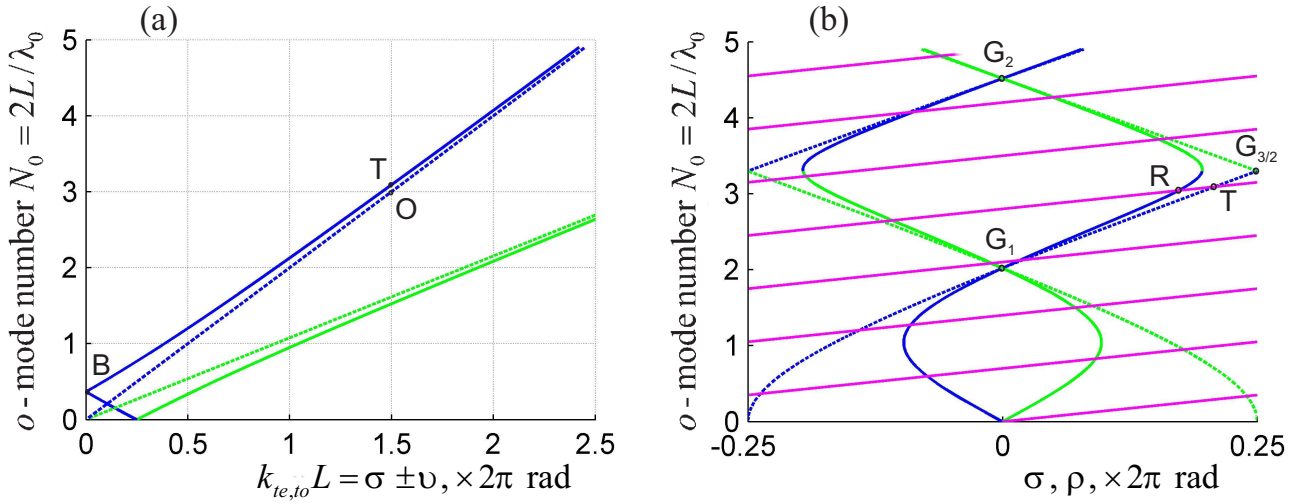 (a)
o - mode number N₀ = 2L/λ₀
5
4
3
2
1
0
T
O
B
0
0.5
1
1.5
2
2.5
k_{te,to}L = σ ± υ, ×2π rad
(b)
o - mode number N₀ = 2L/λ₀
5
4
3
2
1
0
G₂
G_{3/2}
R
T
G₁
-0.25
0
0.25
σ, ρ, ×2π rad